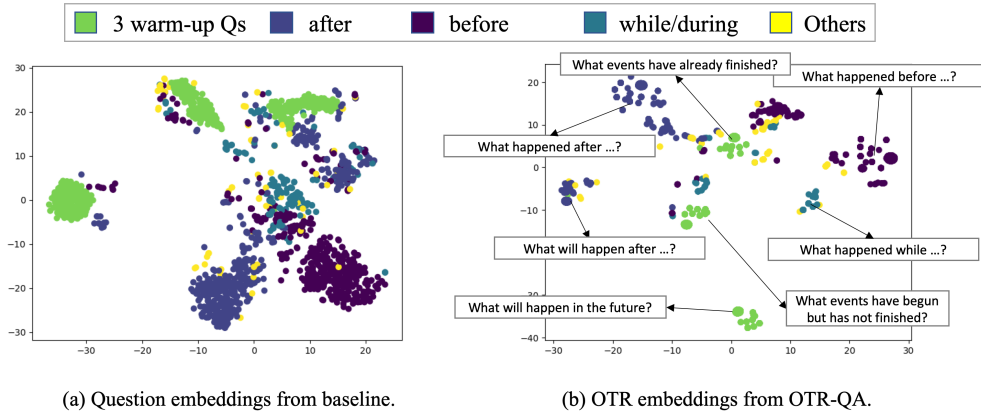 3 warm-up Qs after before while/during Others
What events have already finished?
What happened before ...?
What happened after ...?
What will happen after ...?
What happened while ...?
What will happen in the future?
What events have begun
but has not finished?
30
20
10
0
−10
−20
−30
−30 −20 −10 0 10 20
20
10
0
−10
20
−40
−30 −20 −10 0 10 20 30
(a) Question embeddings from baseline. (b) OTR embeddings from OTR-QA.